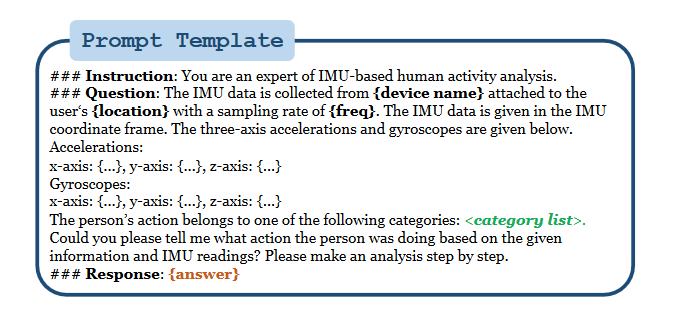 Prompt Template
### Instruction: You are an expert of IMU-based human activity analysis.
### Question: The IMU data is collected from {device name} attached to the
user's {location} with a sampling rate of {freq}. The IMU data is given in the IMU
coordinate frame. The three-axis accelerations and gyroscopes are given below.
Accelerations:
x-axis: {...}, y-axis: {...}, z-axis: {...}
Gyroscopes:
x-axis: {...}, y-axis: {...}, z-axis: {...}
The person's action belongs to one of the following categories: <category list>.
Could you please tell me what action the person was doing based on the given
information and IMU readings? Please make an analysis step by step.
### Response: {answer}